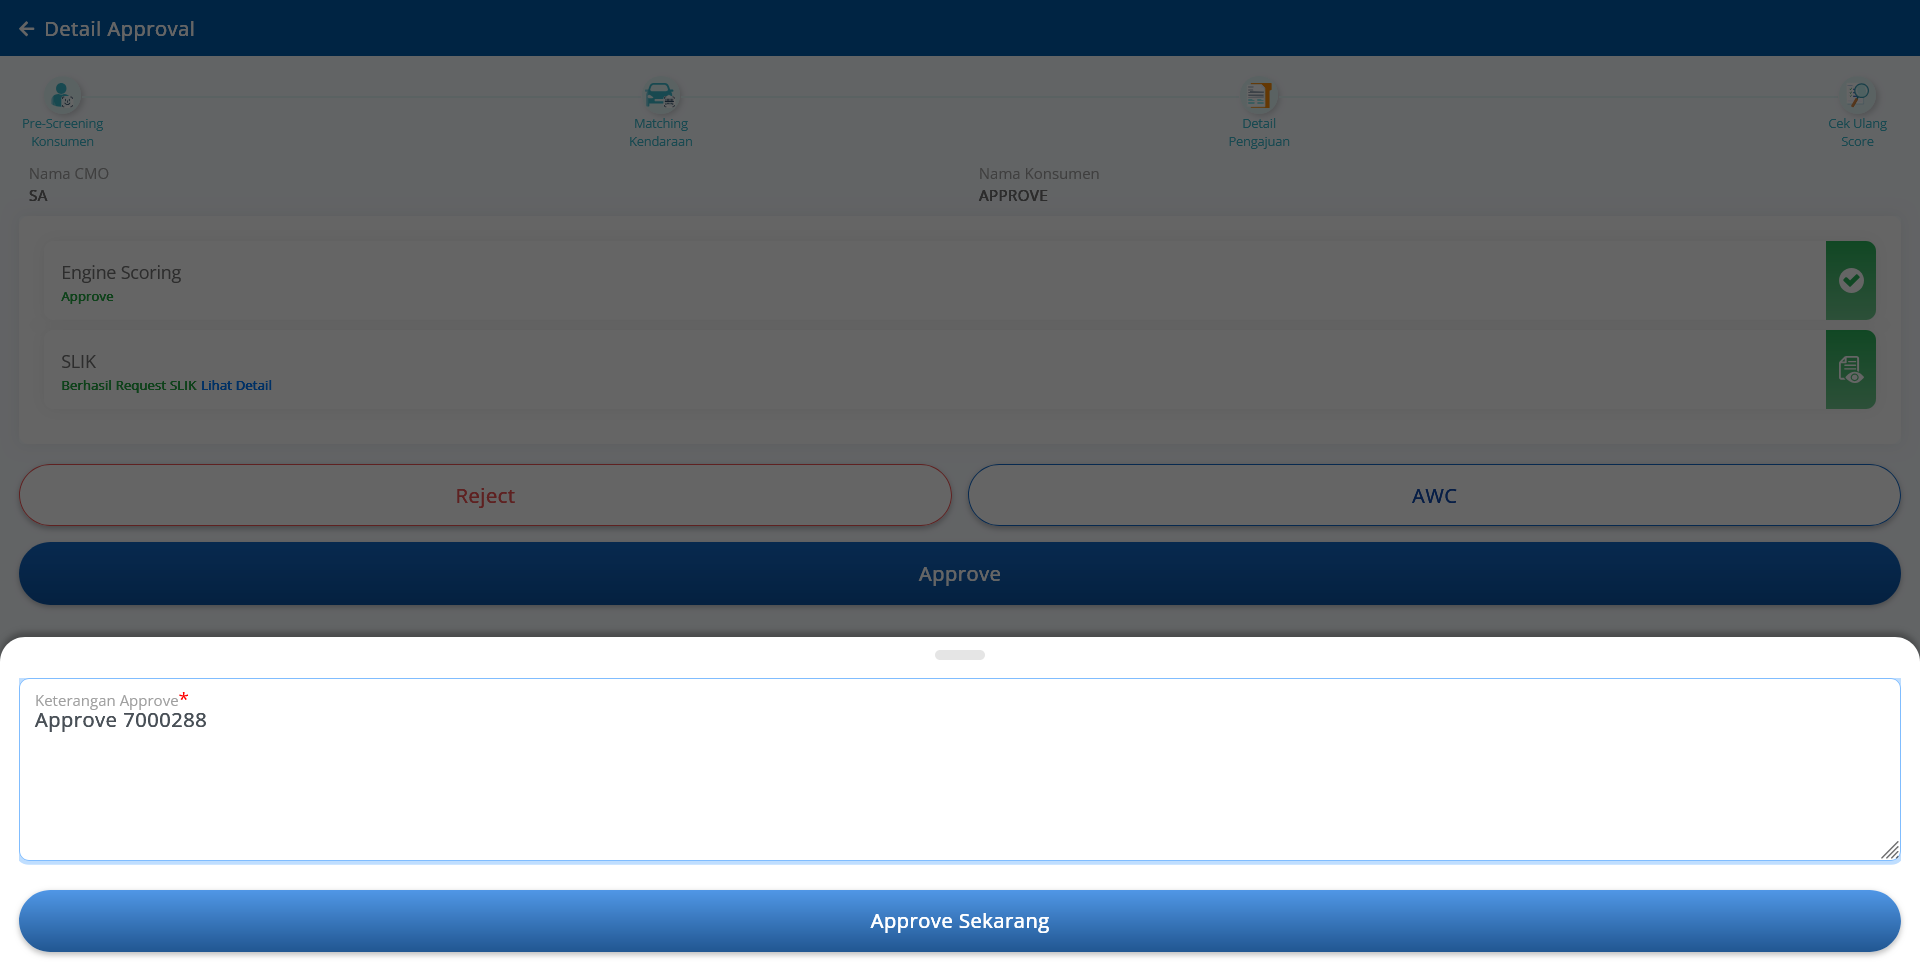 Detail Approval
Pre-Screening
Konsumen
Matching
Kendaraan
Detail
Pengajuan
Cek Ulang
Score
Nama CMO
SA
Nama Konsumen
APPROVE
Engine Scoring
Approve
SLIK
Berhasil Request SLIK Lihat Detail
Reject
AWC
Approve
Keterangan Approve*
Approve 7000288
Approve Sekarang